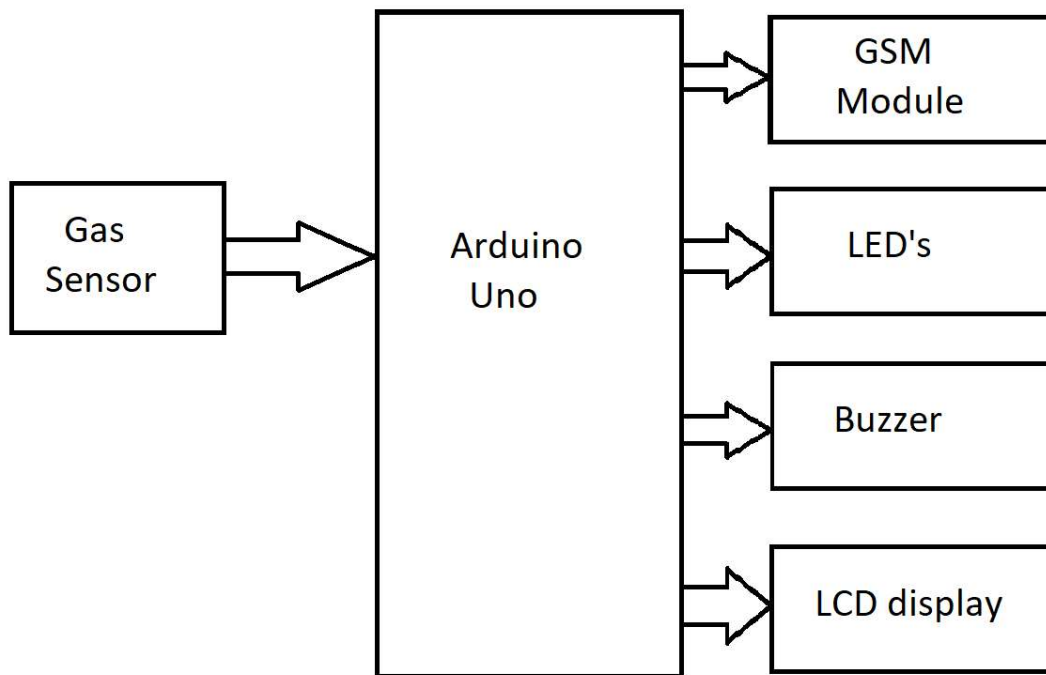 Gas
Sensor
Arduino
Uno
GSM
Module
LED's
Buzzer
LCD display